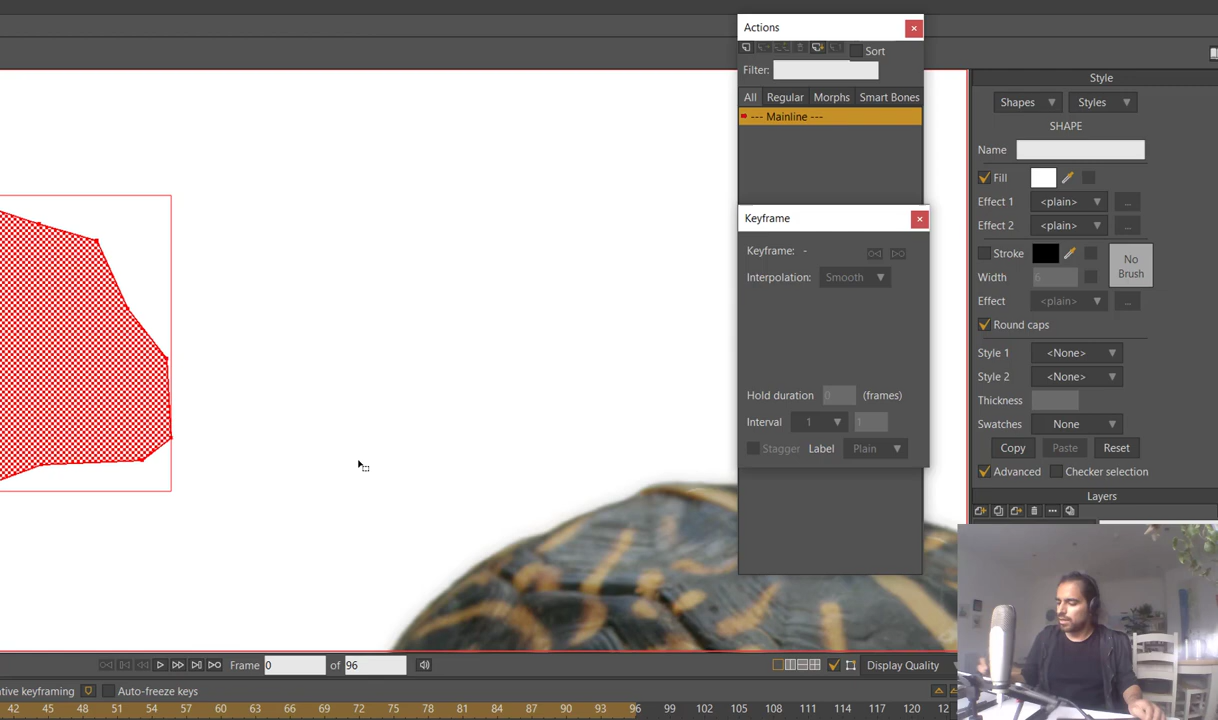 Actions
Sort
Filter:
All Regular Morphs Smart Bones
--- Mainline ---
Keyframe
Keyframe: -
Interpolation: Smooth
Hold duration 0 (frames)
Interval 1 1
Stagger Label Plain
Style
Shapes Styles
SHAPE
Name
Fill
Effect 1 <plain> ...
Effect 2 <plain> ...
Stroke No Brush
Width 6
Effect <plain> ...
Round caps
Style 1 <None>
Style 2 <None>
Thickness
Swatches None
Copy Paste Reset
Advanced Checker selection
Layers
Frame 0 of 96 Display Quality
ative keyframing Auto-freeze keys
42 45 48 51 54 57 60 63 66 69 72 75 78 81 84 87 90 93 96 99 102 105 108 111 114 117 120 12